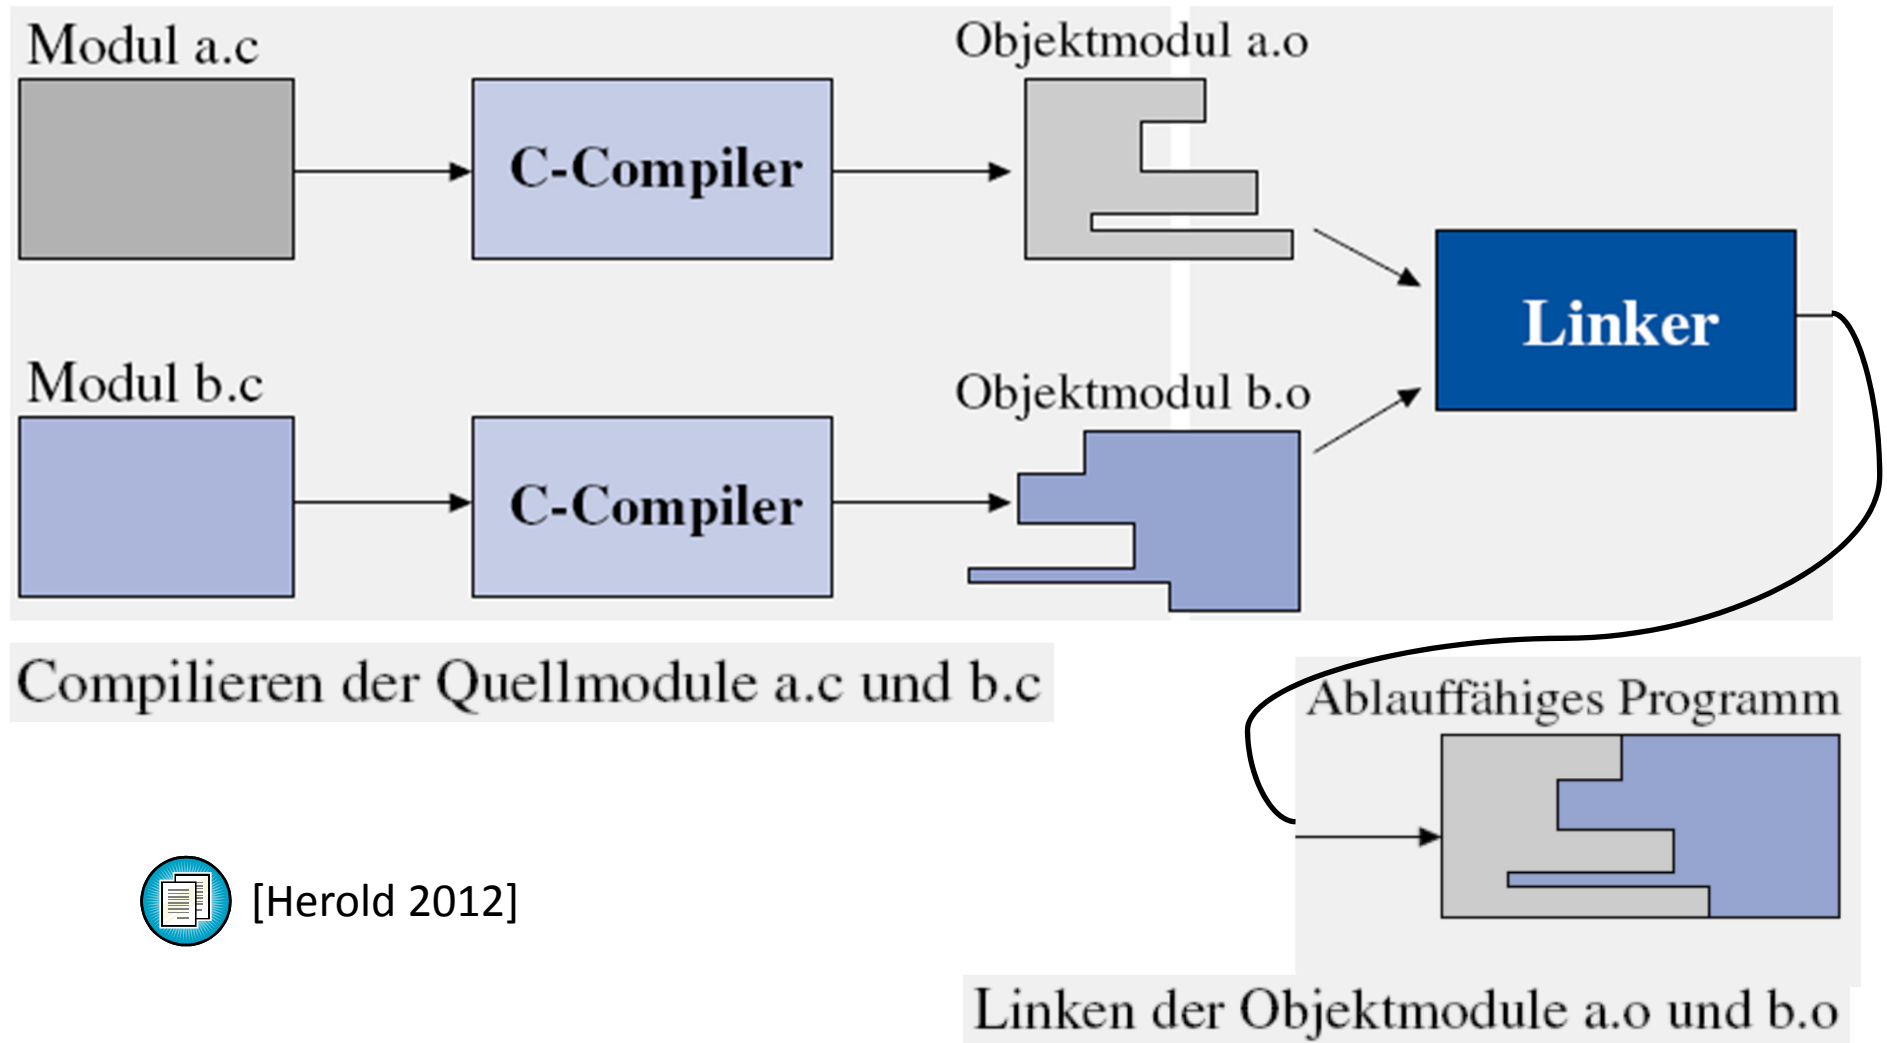 Modul a.c
Objektmodul a.o
C-Compiler
Linker
Modul b.c
Objektmodul b.o
C-Compiler
Compilieren der Quellmodule a.c und b.c
Ablauffähiges Programm
[Herold 2012]
Linken der Objektmodule a.o und b.o